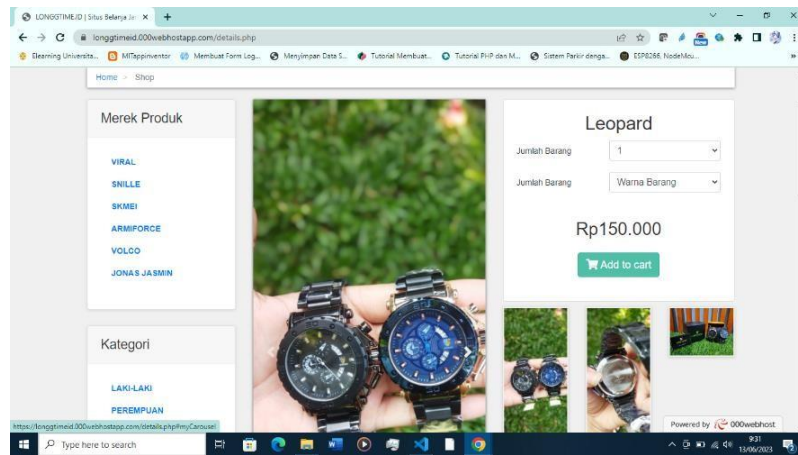 LONGGTIME.ID | Situs Belanja Jam
longgtimeid.000webhostapp.com/details.php
Elearning Universita...
MITappinventor
Membuat Form Log...
Menyimpan Data S...
Tutorial Membuat...
Tutorial PHP dan M...
Sistem Parkir denga...
ESP8266, NodeMcu...
Home
Shop
Merek Produk
VIRAL
SNILLE
SKMEI
ARMIFORCE
VOLCO
JONAS JASMIN
Kategori
LAKI-LAKI
PEREMPUAN
Leopard
Jumlah Barang 1
Jumlah Barang Warna Barang
Rp150.000
Add to cart
https://longgtimeid.000webhostapp.com/details.php#myCarousel
Powered by 000webhost
Type here to search
9:31
13/06/2023